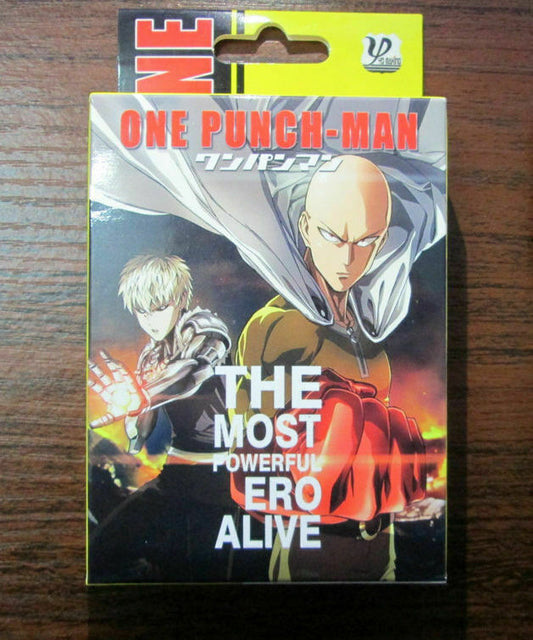 NE
ONE PUNCH-MAN
ワンパンマン
THE
MOST
POWERFUL
ERO
ALIVE